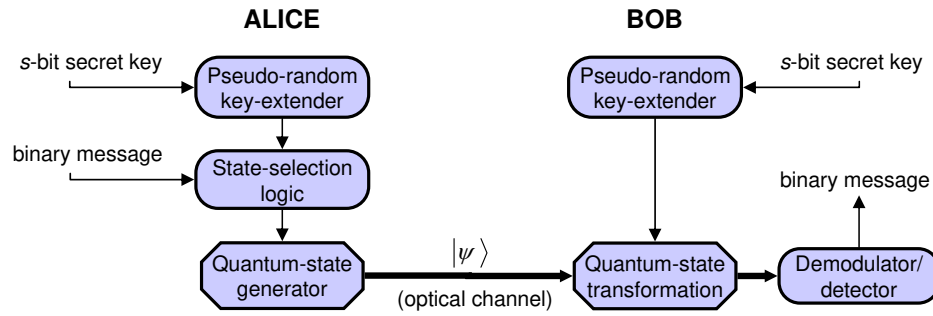 ALICE
BOB
s-bit secret key
Pseudo-random
key-extender
Pseudo-random
key-extender
s-bit secret key
binary message
State-selection
logic
binary message
Quantum-state
generator
|ψ⟩
(optical channel)
Quantum-state
transformation
Demodulator/
detector